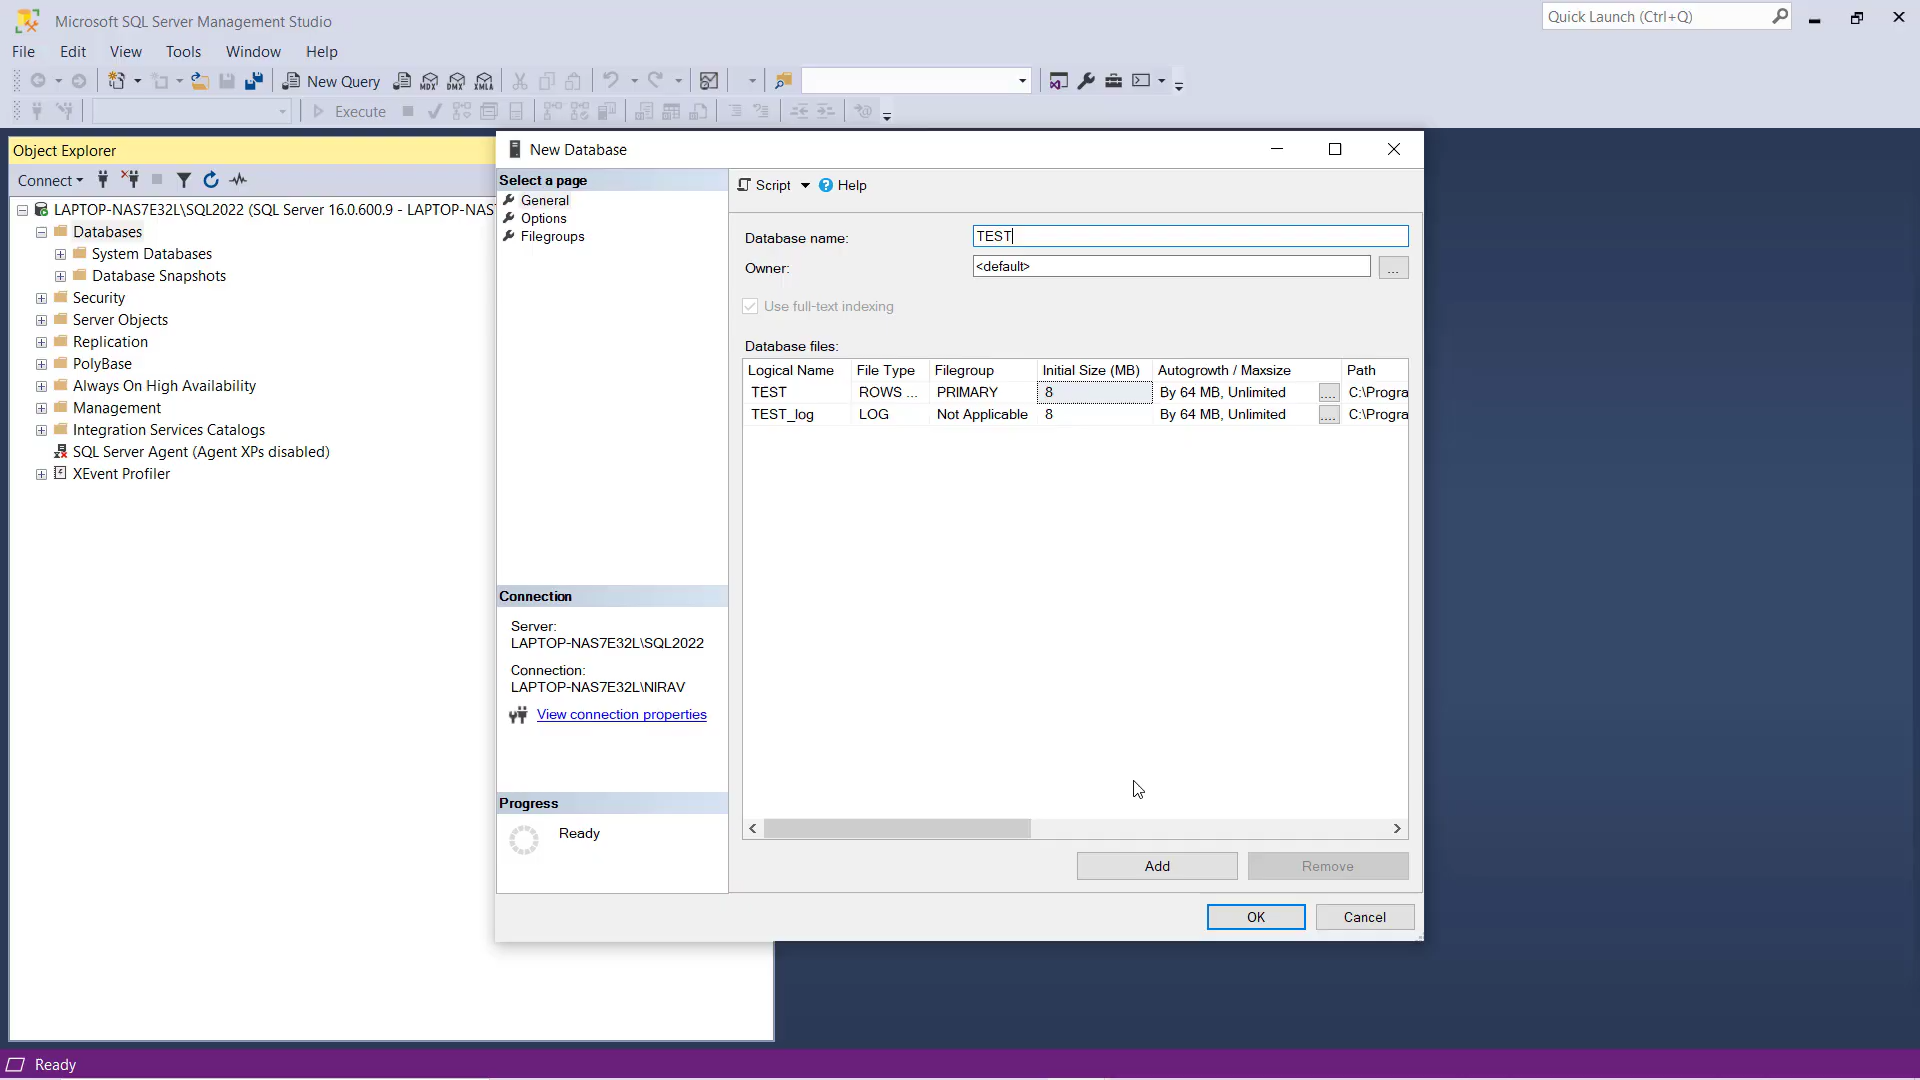 Microsoft SQL Server Management Studio
Quick Launch (Ctrl+Q)
File Edit View Tools Window Help
New Query MDX DMX XMLA
Execute
Object Explorer
Connect
LAPTOP-NAS7E32L\SQL2022 (SQL Server 16.0.600.9 - LAPTOP-NAS
Databases
System Databases
Database Snapshots
Security
Server Objects
Replication
PolyBase
Always On High Availability
Management
Integration Services Catalogs
SQL Server Agent (Agent XPs disabled)
XEvent Profiler
New Database
Select a page
General
Options
Filegroups
Connection
Server:
LAPTOP-NAS7E32L\SQL2022
Connection:
LAPTOP-NAS7E32L\NIRAV
View connection properties
Progress
Ready
Script Help
Database name: TEST
Owner: <default> ...
Use full-text indexing
Database files:
Logical Name File Type Filegroup Initial Size (MB) Autogrowth / Maxsize Path
TEST ROWS ... PRIMARY 8 By 64 MB, Unlimited .... C:\Progra
TEST_log LOG Not Applicable 8 By 64 MB, Unlimited .... C:\Progra
Add Remove
OK Cancel
Ready